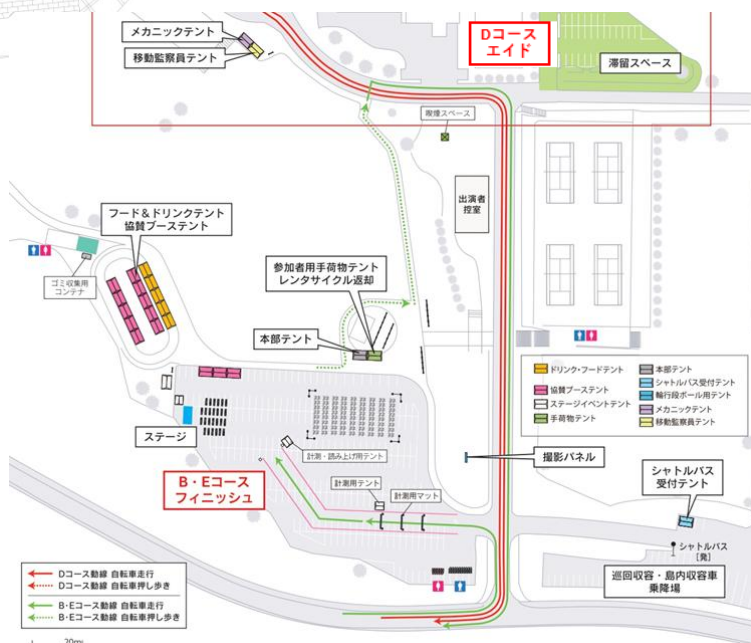 メカニックテント
移動監察員テント
Dコース
エイド
滞留スペース
喫煙スペース
出演者
控室
フード＆ドリンクテント
協賛ブーステント
ゴミ収集用
コンテナ
参加者用手荷物テント
レンタサイクル返却
本部テント
ドリンク・フードテント
協賛ブーステント
ステージイベントテント
手荷物テント
本部テント
シャトルバス受付テント
輪行段ボール用テント
メカニックテント
移動監察員テント
ステージ
計測・読み上げ用テント
撮影パネル
B・Eコース
フィニッシュ
計測用テント
計測用マット
シャトルバス
受付テント
シャトルバス
［発］
巡回収容・島内収容車
乗降場
Dコース動線 自転車走行
Dコース動線 自転車押し歩き
B・Eコース動線 自転車走行
B・Eコース動線 自転車押し歩き
20m